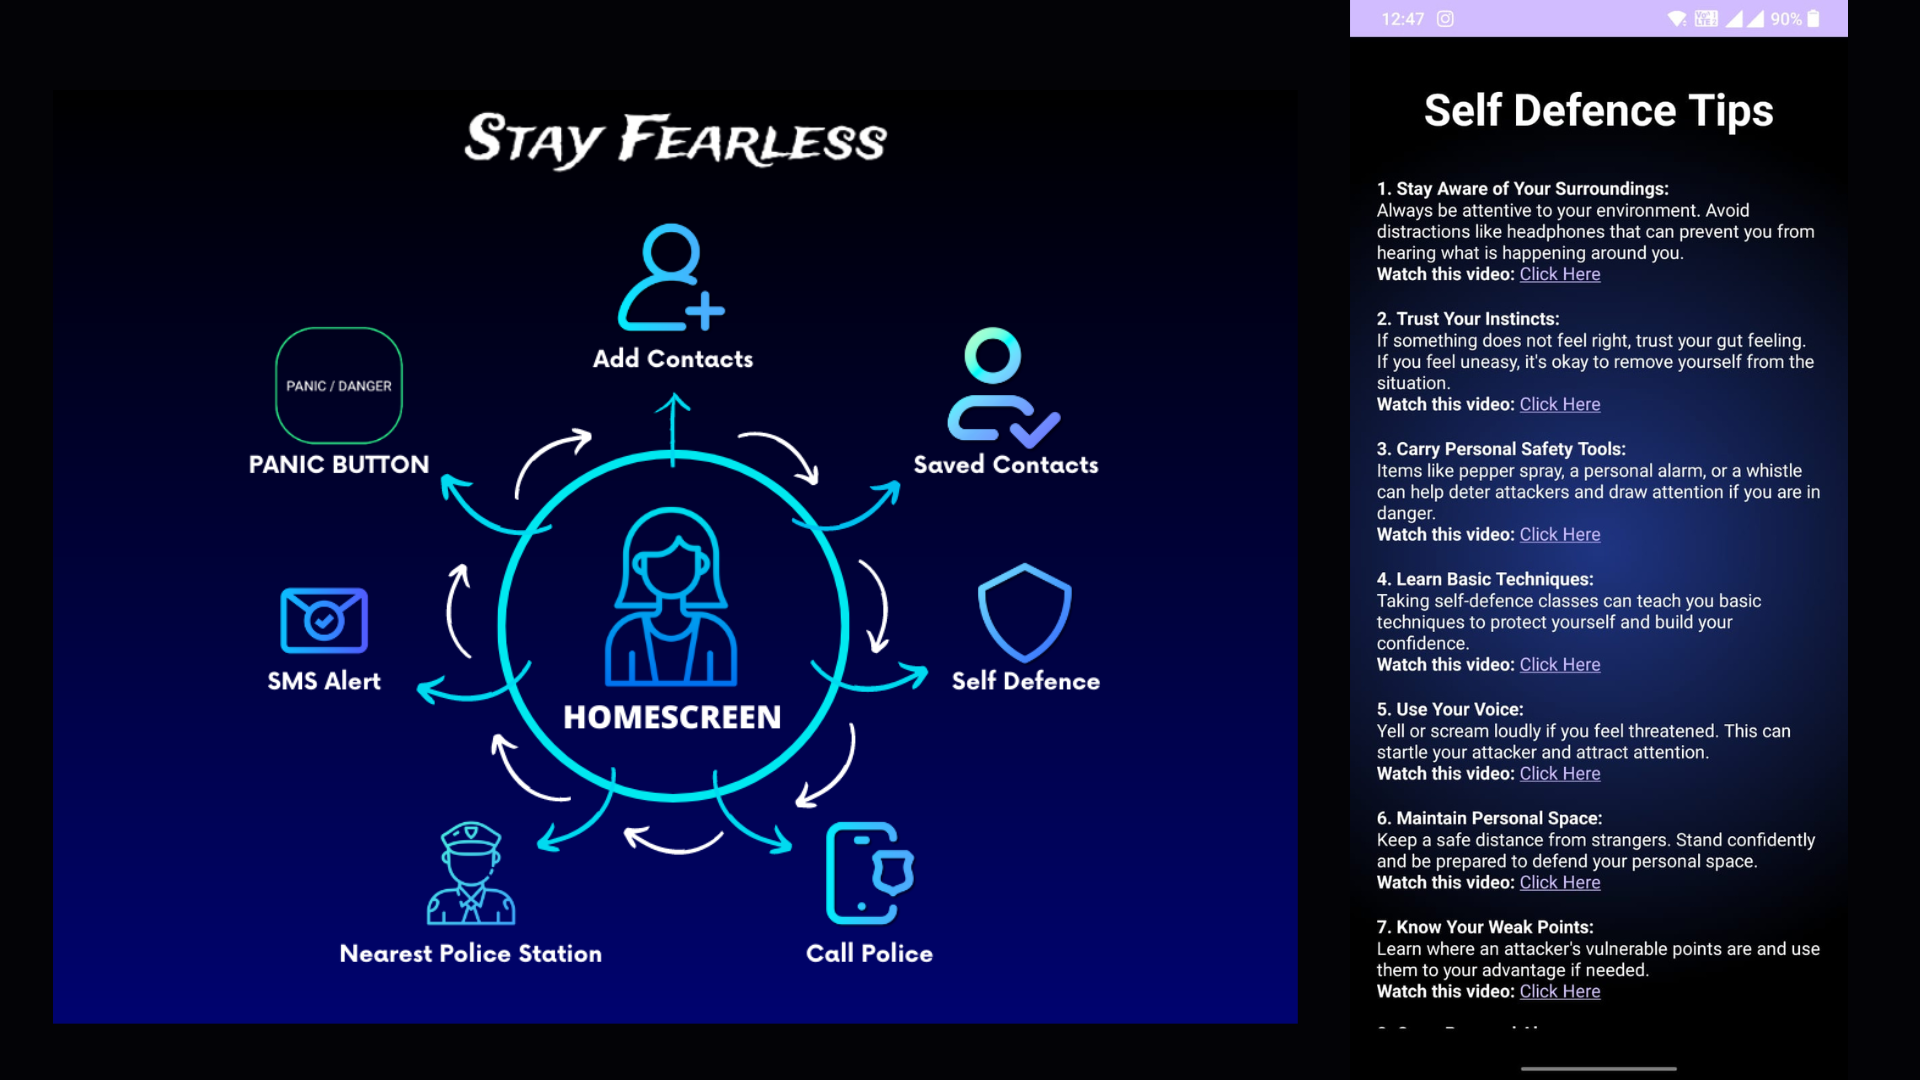 STAY FEARLESS
Add Contacts
PANIC / DANGER
PANIC BUTTON
Saved Contacts
SMS Alert
Self Defence
HOMESCREEN
Nearest Police Station
Call Police
12:47
90%
Self Defence Tips
1. Stay Aware of Your Surroundings:
Always be attentive to your environment. Avoid
distractions like headphones that can prevent you from
hearing what is happening around you.
Watch this video: Click Here
2. Trust Your Instincts:
If something does not feel right, trust your gut feeling.
If you feel uneasy, it's okay to remove yourself from the
situation.
Watch this video: Click Here
3. Carry Personal Safety Tools:
Items like pepper spray, a personal alarm, or a whistle
can help deter attackers and draw attention if you are in
danger.
Watch this video: Click Here
4. Learn Basic Techniques:
Taking self-defence classes can teach you basic
techniques to protect yourself and build your
confidence.
Watch this video: Click Here
5. Use Your Voice:
Yell or scream loudly if you feel threatened. This can
startle your attacker and attract attention.
Watch this video: Click Here
6. Maintain Personal Space:
Keep a safe distance from strangers. Stand confidently
and be prepared to defend your personal space.
Watch this video: Click Here
7. Know Your Weak Points:
Learn where an attacker's vulnerable points are and use
them to your advantage if needed.
Watch this video: Click Here